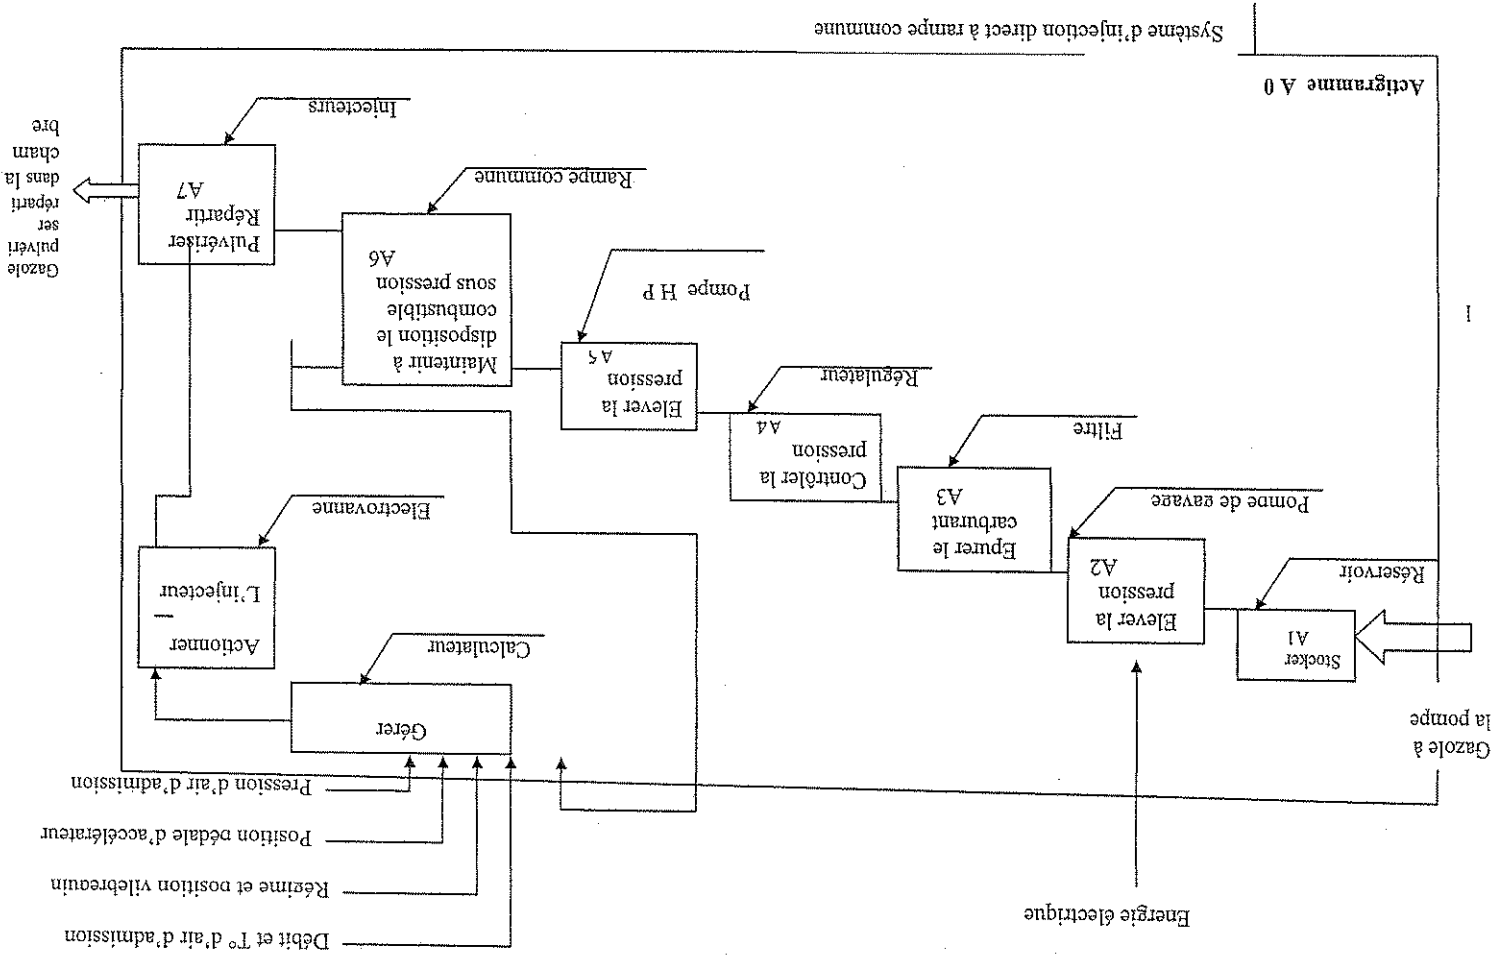 Energie électrique
Débit et T° d'air d'admission
Régime et position vilebrequin
Position pédale d'accélérateur
Pression d'air d'admission
Gazole à
la pompe
Stocker
A1
Réservoir
Elever la
pression
A2
Pompe de gavage
Epurer le
carburant
A3
Filtre
Contrôler la
pression
A4
Régulateur
Elever la
pression
A5
Pompe H P
Maintenir à
disposition le
combustible
sous pression
A6
Rampe commune
Gérer
Calculateur
Actionner
L'injecteur
Electrovanne
Pulvériser
Répartir
A7
Injecteurs
Gazole
pulvéri
ser
réparti
dans la
cham
bre
1
Actigramme A 0
Système d'injection direct à rampe commune